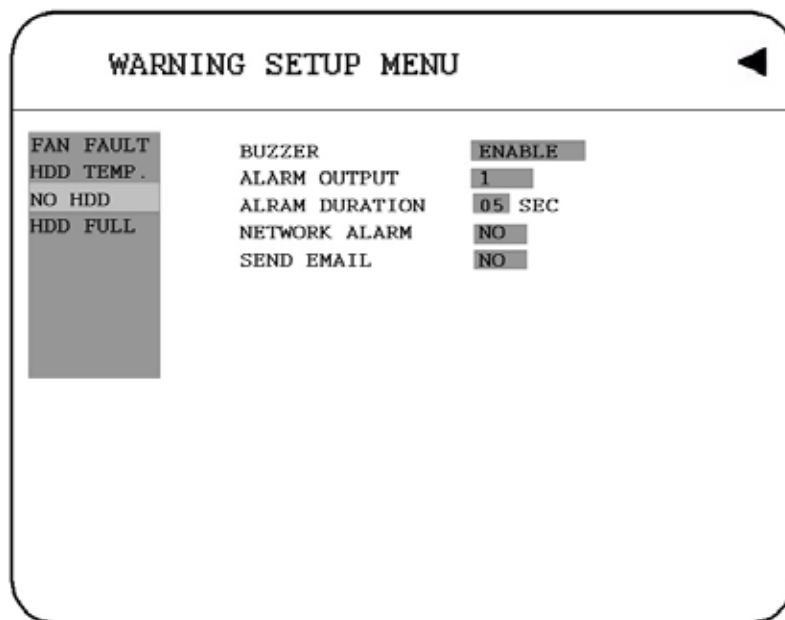 WARNING SETUP MENU
FAN FAULT
HDD TEMP.
NO HDD
HDD FULL
BUZZER ENABLE
ALARM OUTPUT 1
ALRAM DURATION 05 SEC
NETWORK ALARM NO
SEND EMAIL NO